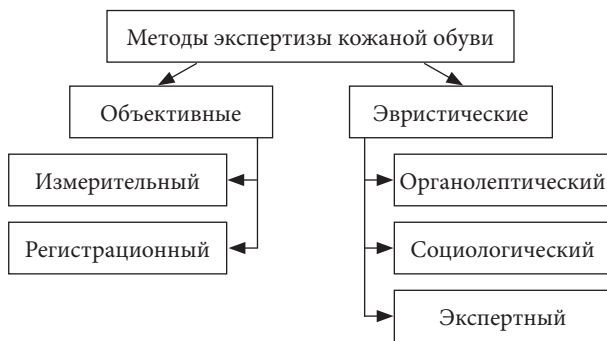 Методы экспертизы кожаной обуви
Объективные
Эвристические
Измерительный
Органолептический
Регистрационный
Социологический
Экспертный